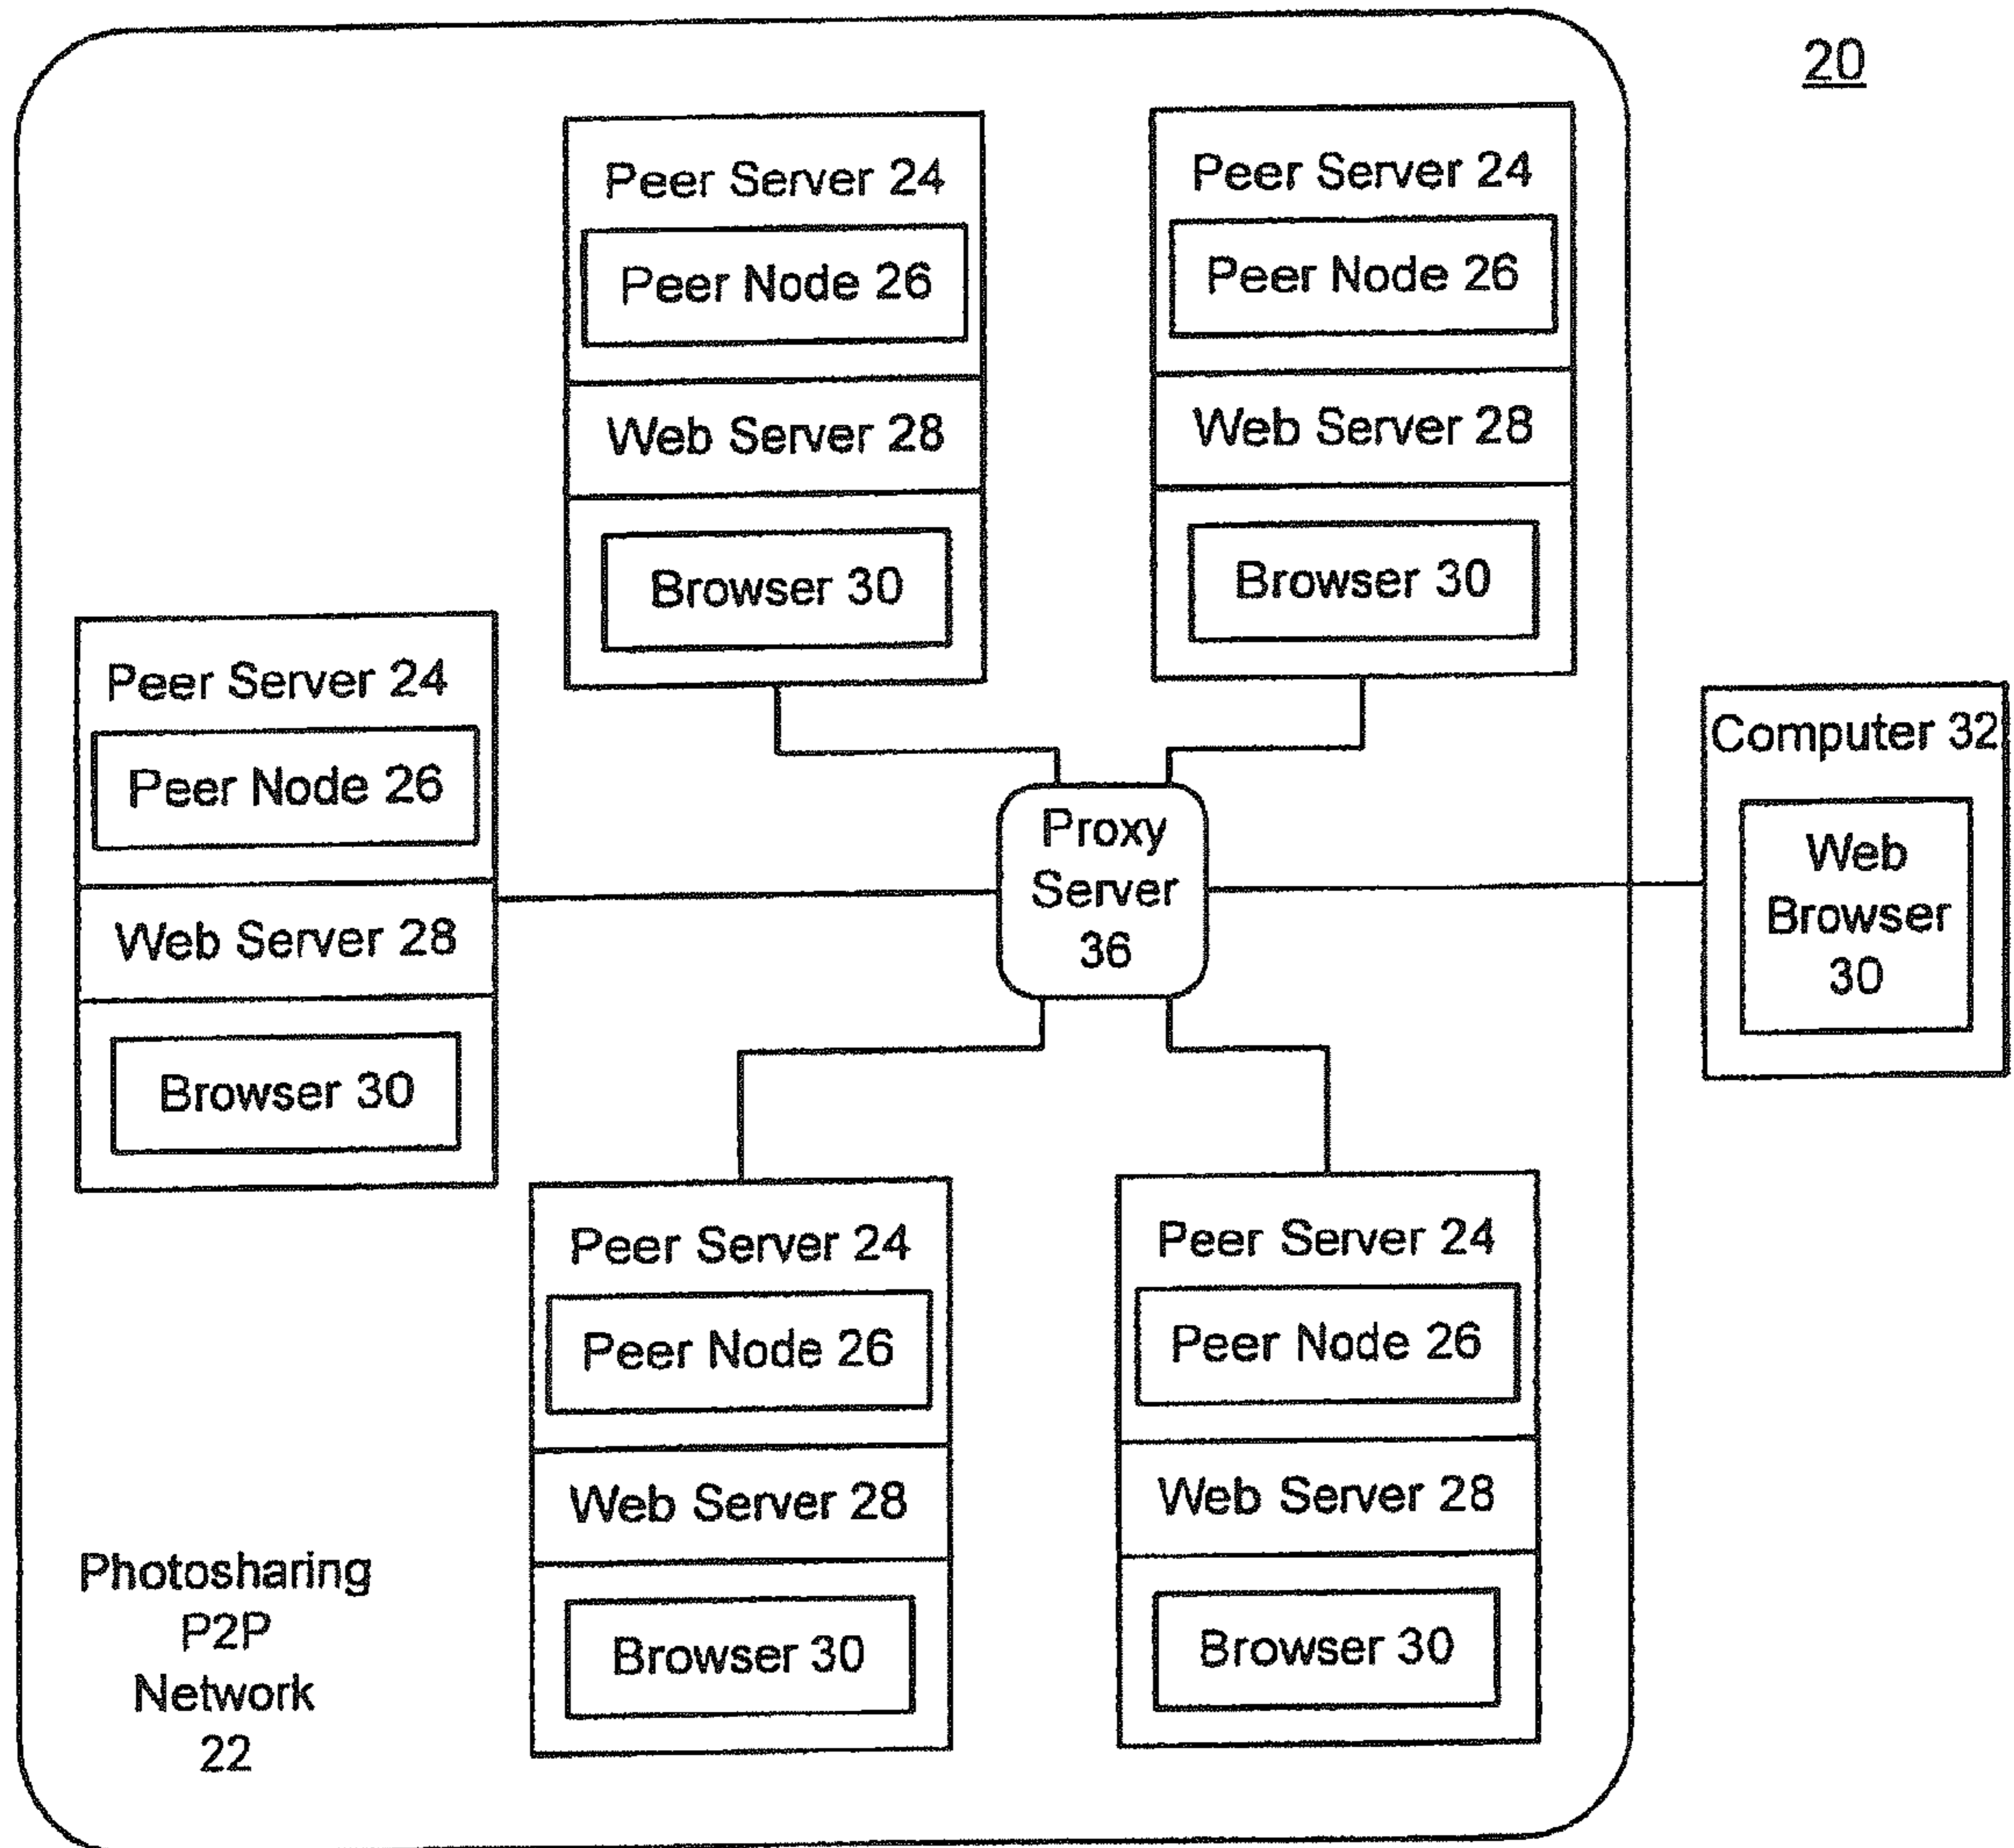 20
Peer Server 24
Peer Node 26
Web Server 28
Browser 30
Peer Server 24
Peer Node 26
Web Server 28
Browser 30
Peer Server 24
Peer Node 26
Web Server 28
Browser 30
Proxy
Server
36
Computer 32
Web
Browser
30
Peer Server 24
Peer Node 26
Web Server 28
Browser 30
Peer Server 24
Peer Node 26
Web Server 28
Browser 30
Photosharing
P2P
Network
22